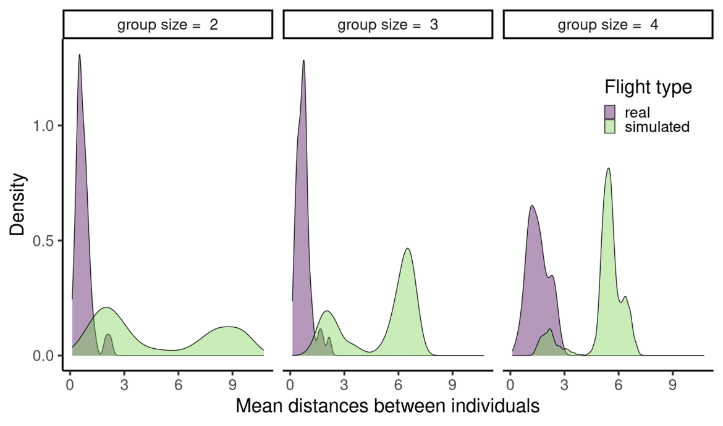 group size =  2
group size =  3
group size =  4
Flight type
real
simulated
Density
1.0
0.5
0.0
0 3 6 9
0 3 6 9
0 3 6 9
Mean distances between individuals